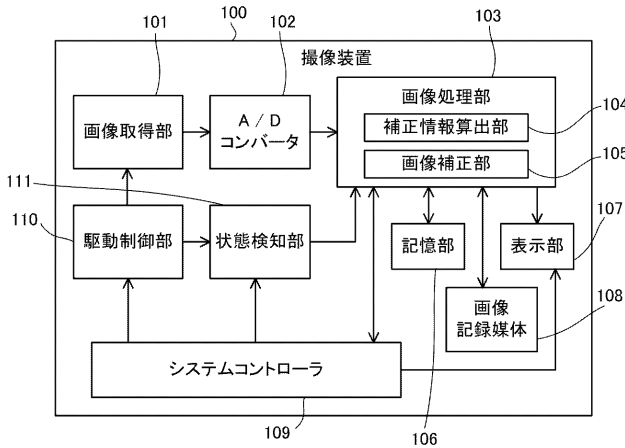 100
101
102
103
撮像装置
画像取得部
A/D
コンバータ
画像処理部
補正情報算出部
104
画像補正部
105
111
110
駆動制御部
状態検知部
記憶部
表示部
107
画像
記録媒体
108
システムコントローラ
109
106